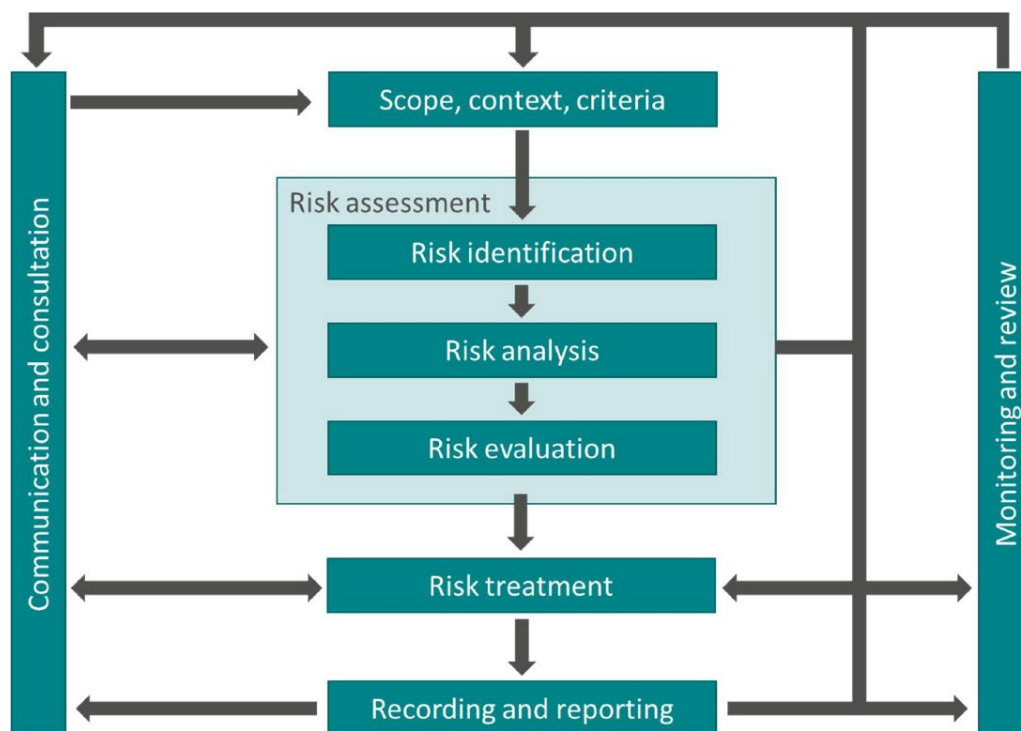 Scope, context, criteria
Risk assessment
Risk identification
Risk analysis
Risk evaluation
Risk treatment
Recording and reporting
Communication and consultation
Monitoring and review